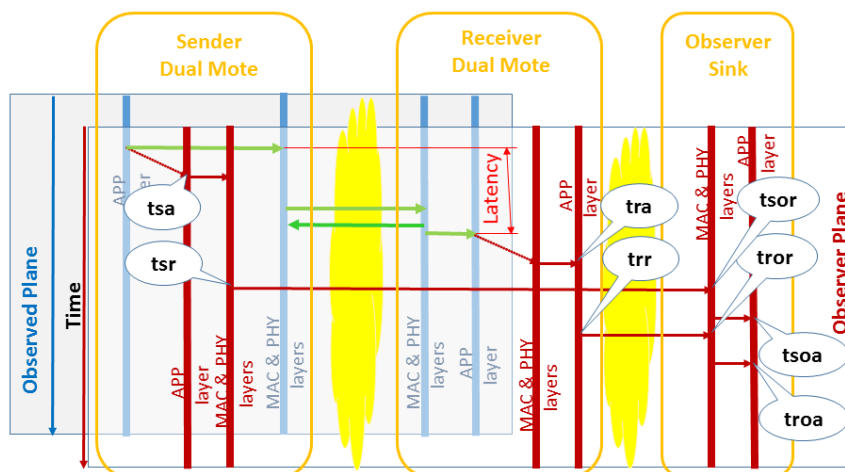 Sender
Dual Mote
Receiver
Dual Mote
Observer
Sink
Observed Plane
Time
APP
layer
tsa
tsr
APP
layer
MAC & PHY
layers
MAC & PHY
layers
Latency
MAC & PHY
layers
APP
layer
MAC & PHY
layers
APP
layer
tra
trr
MAC & PHY
layers
APP
layer
tsor
tror
tsoa
troa
Observer Plane